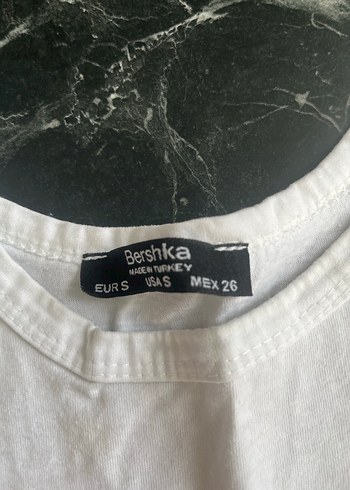 Bershka
MADE IN TURKEY
EUR S USA S MEX 26